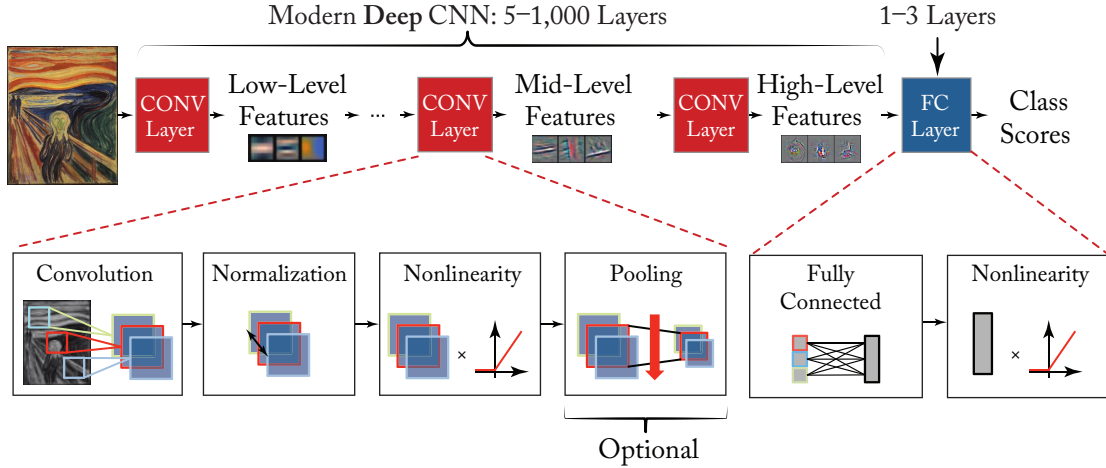 Modern Deep CNN: 5–1,000 Layers
1–3 Layers
CONV
Layer
Low-Level
Features
...
CONV
Layer
Mid-Level
Features
CONV
Layer
High-Level
Features
FC
Layer
Class
Scores
Convolution
Normalization
Nonlinearity
×
Pooling
Optional
Fully
Connected
Nonlinearity
×